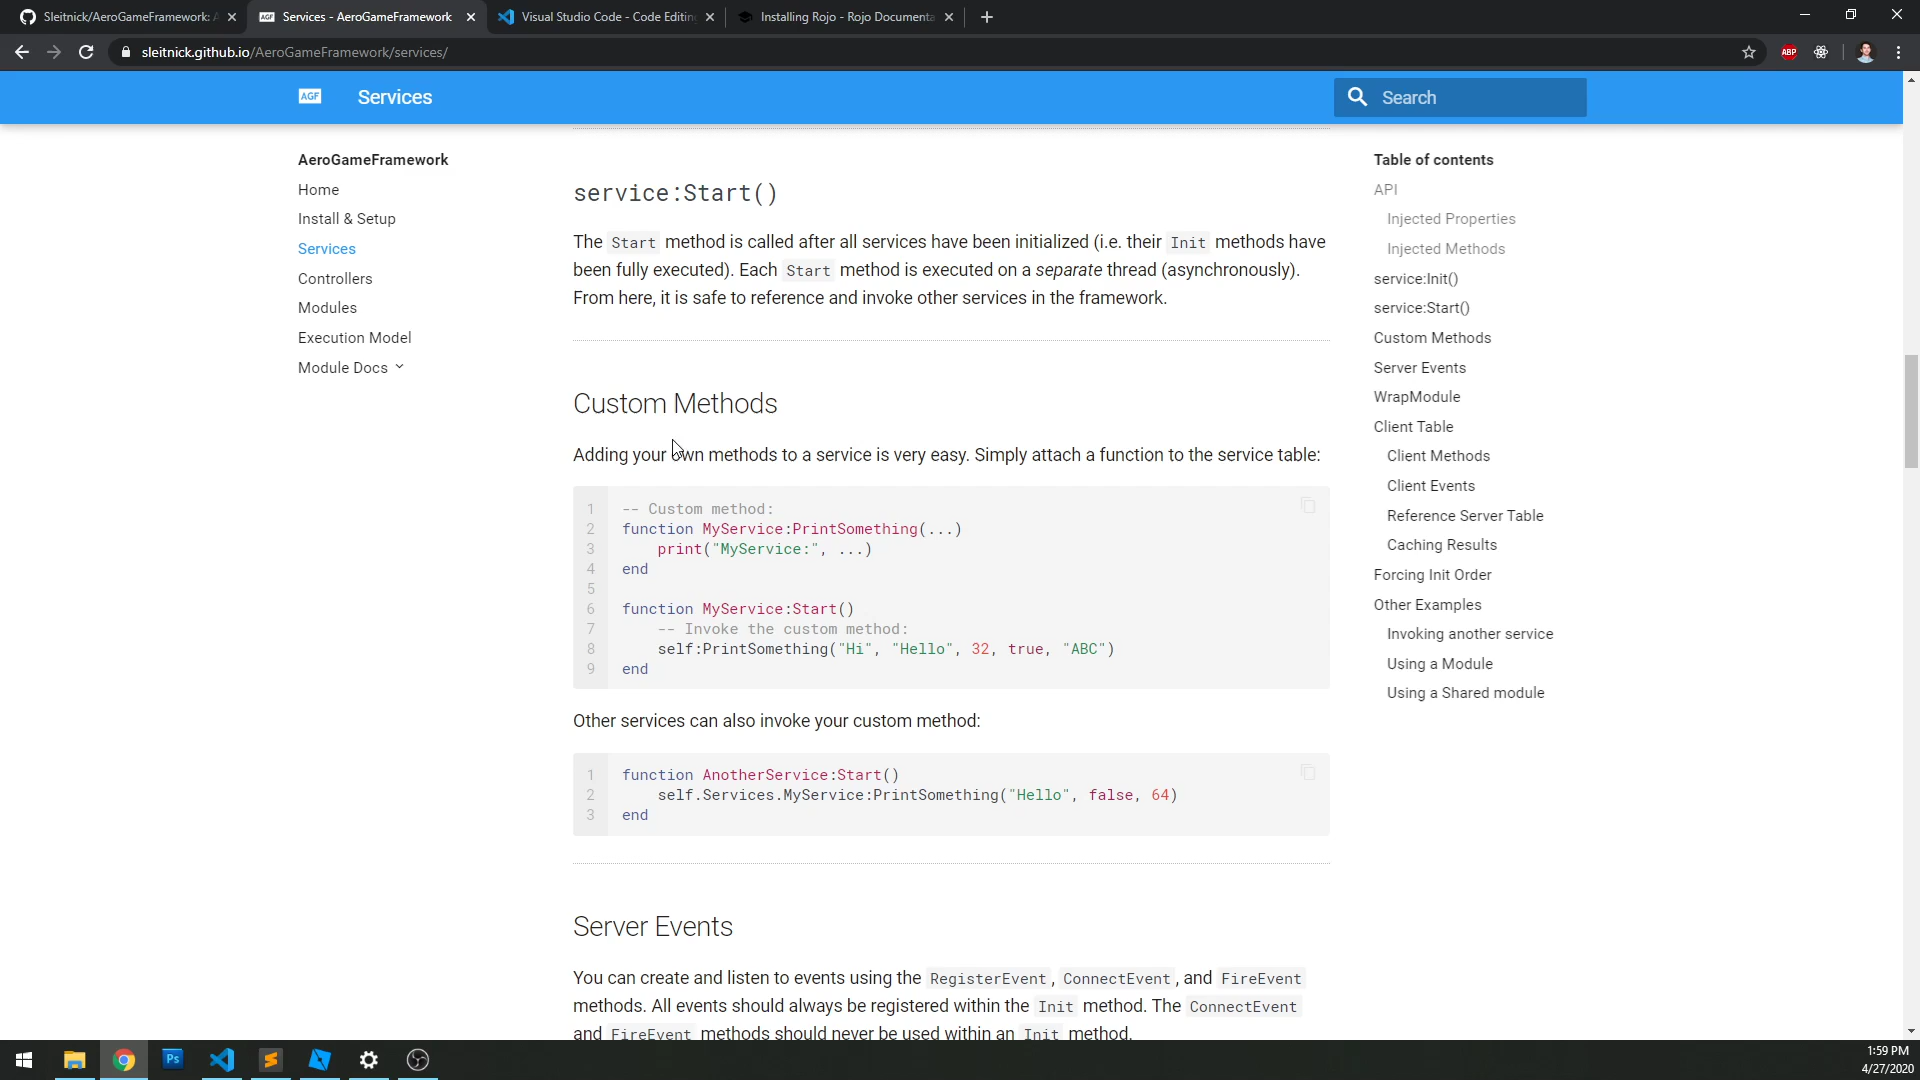 Sleitnick/AeroGameFramework: A
Services - AeroGameFramework
Visual Studio Code - Code Editin
Installing Rojo - Rojo Documenta
sleitnick.github.io/AeroGameFramework/services/
ABP
AGF
Services
Search
AeroGameFramework
Home
Install & Setup
Services
Controllers
Modules
Execution Model
Module Docs
service:Start()
The Start method is called after all services have been initialized (i.e. their Init methods have
been fully executed). Each Start method is executed on a separate thread (asynchronously).
From here, it is safe to reference and invoke other services in the framework.
Custom Methods
Adding your own methods to a service is very easy. Simply attach a function to the service table:
1 -- Custom method:
2 function MyService:PrintSomething(...)
3     print("MyService:", ...)
4 end
5
6 function MyService:Start()
7     -- Invoke the custom method:
8     self:PrintSomething("Hi", "Hello", 32, true, "ABC")
9 end
Other services can also invoke your custom method:
1 function AnotherService:Start()
2     self.Services.MyService:PrintSomething("Hello", false, 64)
3 end
Server Events
You can create and listen to events using the RegisterEvent, ConnectEvent, and FireEvent
methods. All events should always be registered within the Init method. The ConnectEvent
and FireEvent methods should never be used within an Init method.
Table of contents
API
Injected Properties
Injected Methods
service:Init()
service:Start()
Custom Methods
Server Events
WrapModule
Client Table
Client Methods
Client Events
Reference Server Table
Caching Results
Forcing Init Order
Other Examples
Invoking another service
Using a Module
Using a Shared module
Ps
1:59 PM
4/27/2020